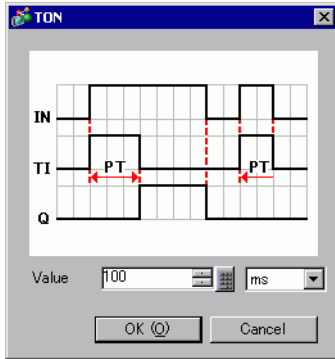 TON
IN
TI PT PT
Q
Value 100 ms
OK (O) Cancel